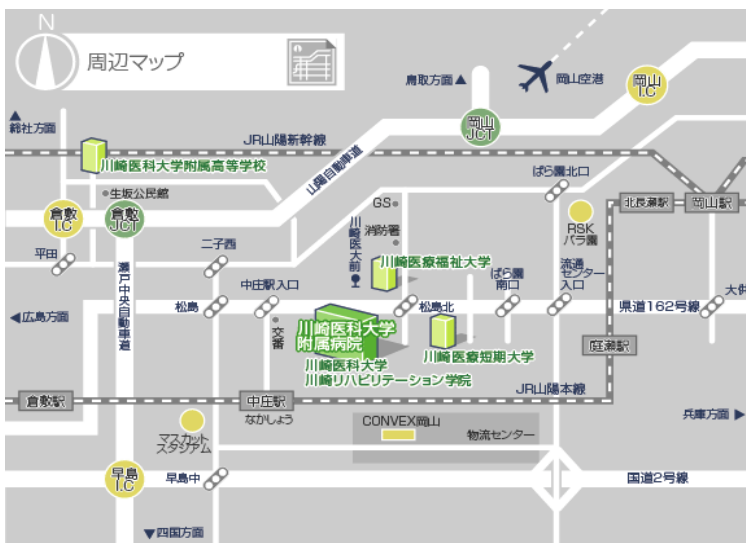 N
周辺マップ
鳥取方面▲
岡山空港
岡山
I.C
▲
総社方面
岡山
JCT
JR山陽新幹線
川崎医科大学附属高等学校
山陽自動車道
ばら園北口
生坂公民館
GS
北長瀬駅
岡山駅
倉敷
I.C
倉敷
JCT
川崎医大前
消防署
RSK
バラ園
平田
二子西
川崎医療福祉大学
瀬戸中央自動車道
中庄駅入口
ばら園
南口
流通
センター
入口
大供
◀広島方面
松島
松島北
県道162号線
交番
川崎医科大学
附属病院
川崎医療短期大学
庭瀬駅
川崎医科大学
川崎リハビリテーション学院
JR山陽本線
倉敷駅
中庄駅
なかしょう
兵庫方面▶
マスカット
スタジアム
CONVEX岡山
物流センター
早島
I.C
早島中
国道2号線
▼四国方面